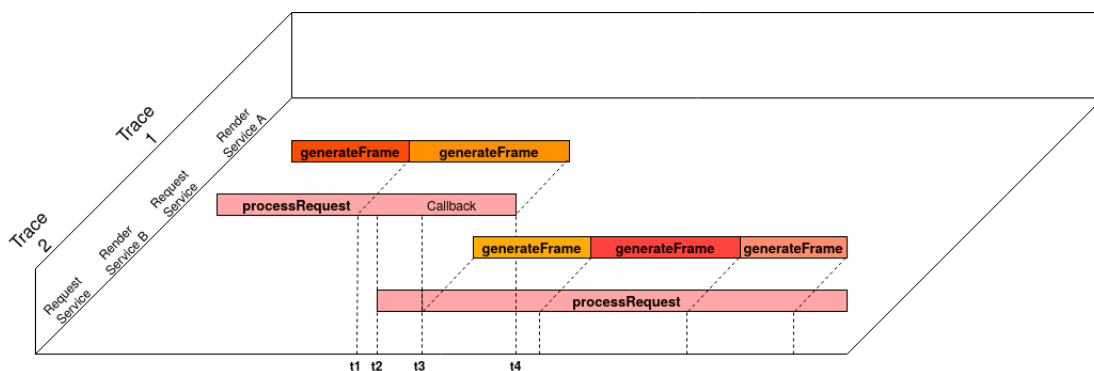 Trace
1
Render
Service A
Request
Service
Trace
2
Render
Service B
Request
Service
generateFrame
generateFrame
processRequest
Callback
generateFrame
generateFrame
generateFrame
processRequest
t1
t2
t3
t4